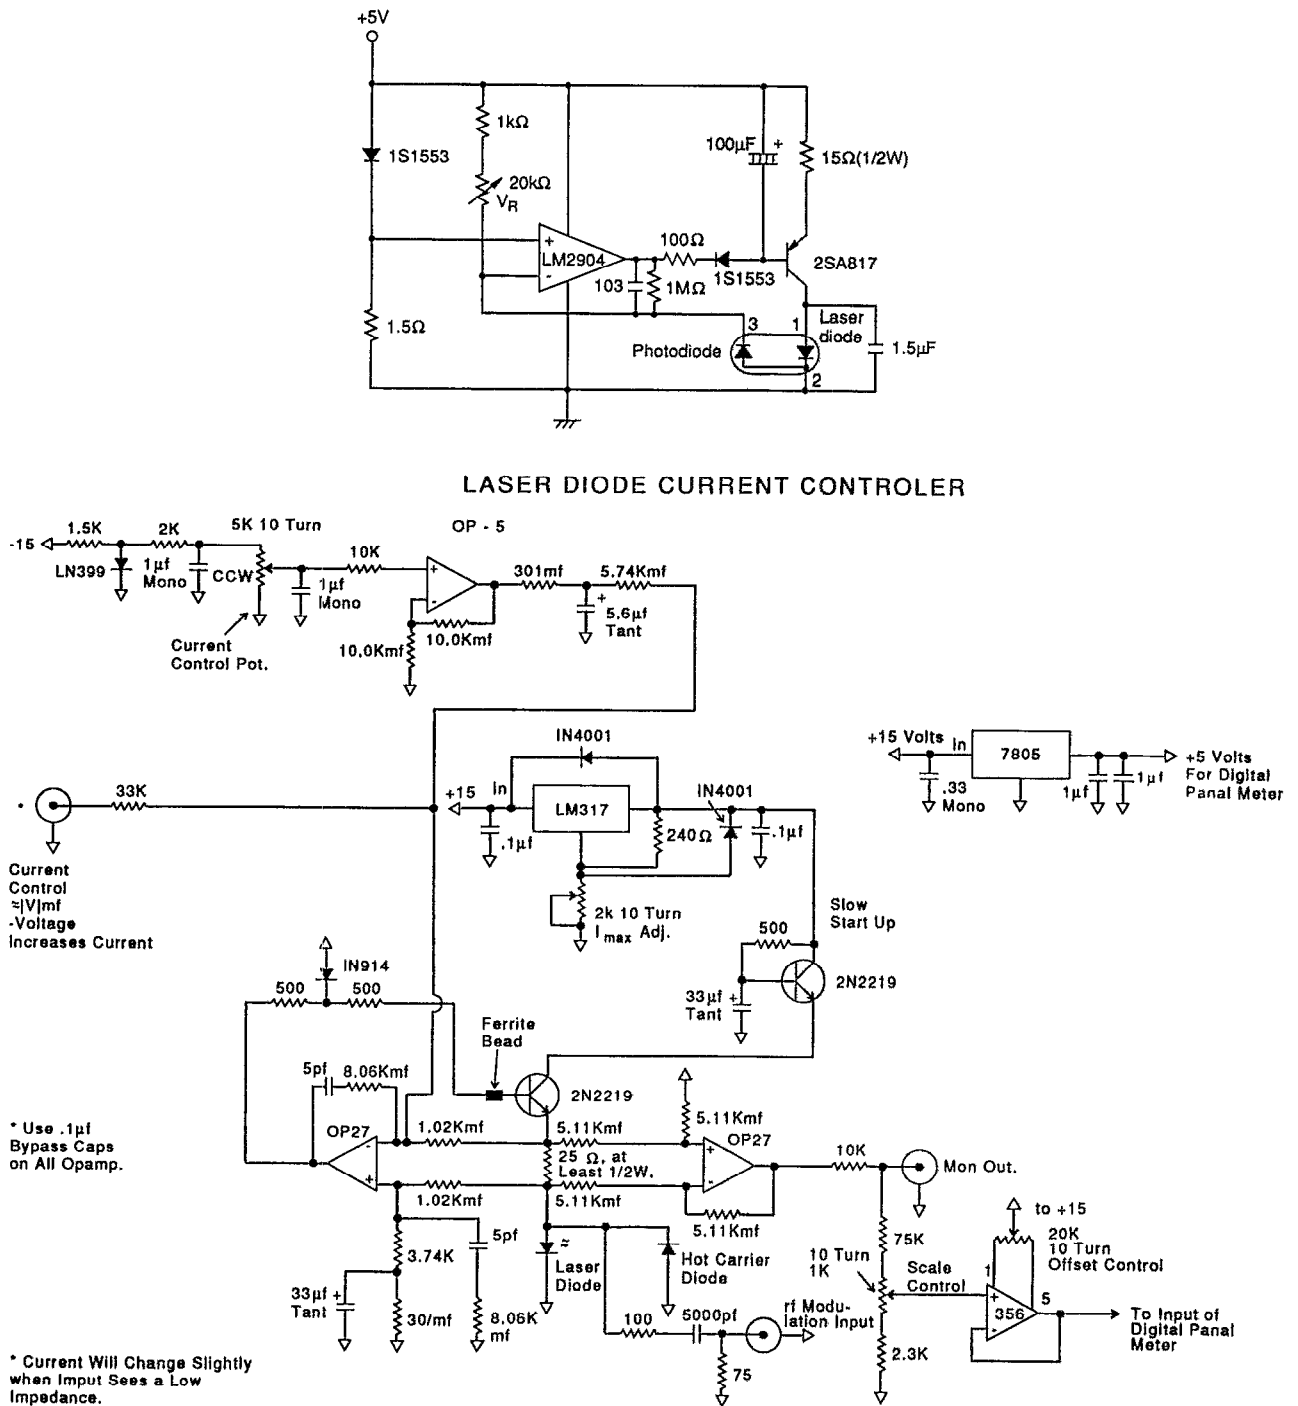 +5V
1kΩ
100µF +
15Ω(1/2W)
1S1553
20kΩ
VR
+
LM2904
-
100Ω
2SA817
103
1MΩ
1S1553
1.5Ω
3
1
Laser
diode
Photodiode
1.5µF
2
LASER DIODE CURRENT CONTROLER
-15
1.5K
2K
5K 10 Turn
OP - 5
LN399
1µf
Mono
CCW
1µf
Mono
10K
+
-
301mf
5.74Kmf
+
5.6µf
Tant
10.0Kmf
10.0Kmf
Current
Control Pot.
IN4001
+15 Volts
In
7805
+5 Volts
For Digital
Panal Meter
.33
Mono
1µf
1µf
*
33K
+15
In
LM317
IN4001
.1µf
240Ω
.1µf
Current
Control
≈|V|mf
-Voltage
Increases Current
2k 10 Turn
Imax Adj.
Slow
Start Up
500
2N2219
33µf +
Tant
IN914
500
500
Ferrite
Bead
5pf
8.06Kmf
2N2219
* Use .1µf
Bypass Caps
on All Opamp.
OP27
-
+
1.02Kmf
5.11Kmf
5.11Kmf
OP27
+
-
25 Ω, at
Least 1/2W.
1.02Kmf
5.11Kmf
5.11Kmf
10K
Mon Out.
3.74K
5pf
≈
Laser
Diode
Hot Carrier
Diode
75K
to +15
20K
10 Turn
Offset Control
10 Turn
1K
Scale
Control
1
+
356
-
5
33µf +
Tant
30/mf
8.06K
mf
100
5000pf
rf Modu-
lation Input
75
2.3K
To Input of
Digital Panal
Meter
* Current Will Change Slightly
when Imput Sees a Low
Impedance.